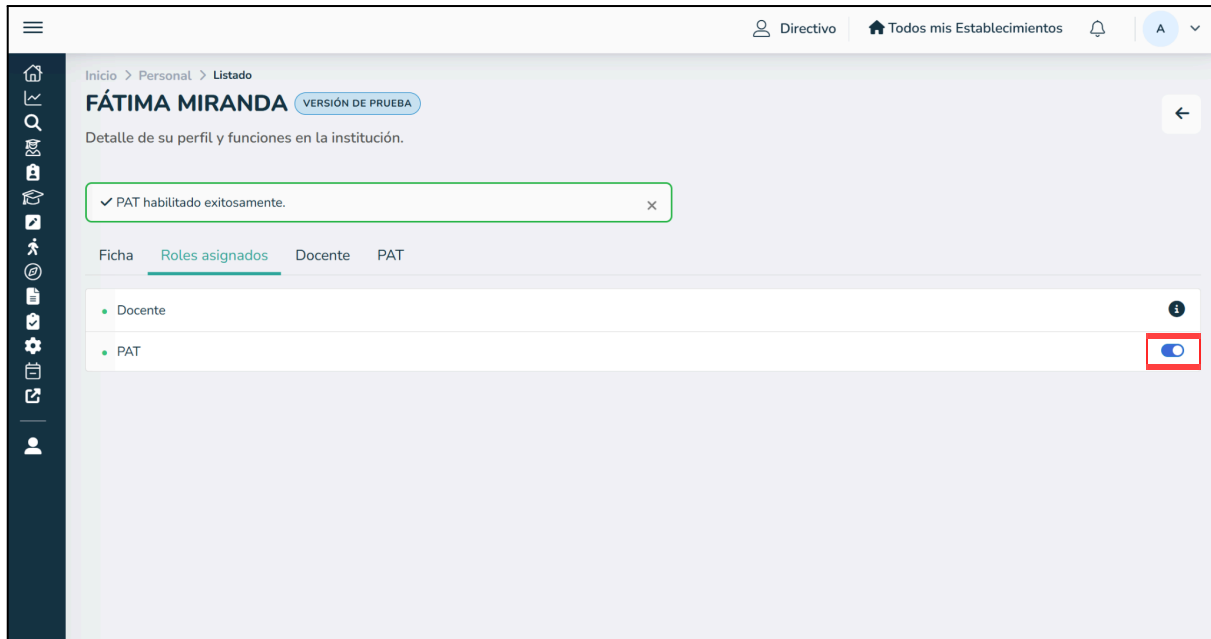 Directivo Todos mis Establecimientos A
Inicio > Personal > Listado
FÁTIMA MIRANDA VERSIÓN DE PRUEBA
Detalle de su perfil y funciones en la institución.
PAT habilitado exitosamente. ×
Ficha Roles asignados Docente PAT
Docente
PAT